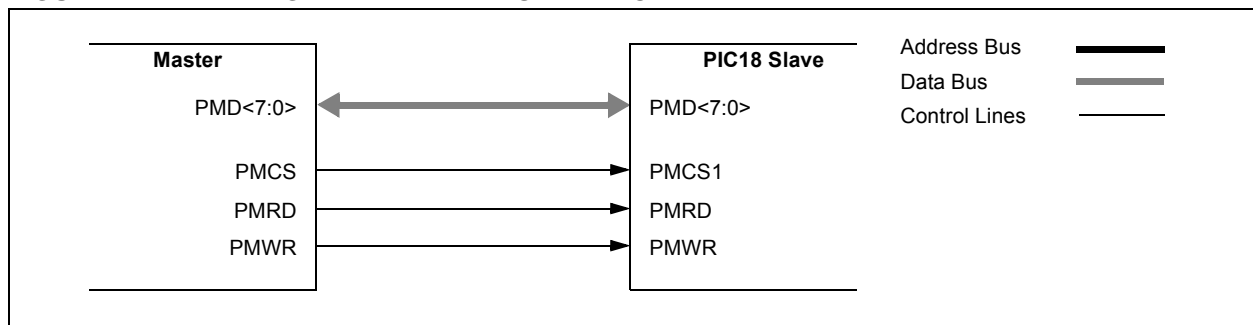 Master
PIC18 Slave
Address Bus
PMD<7:0>
PMD<7:0>
Data Bus
Control Lines
PMCS
PMCS1
PMRD
PMRD
PMWR
PMWR